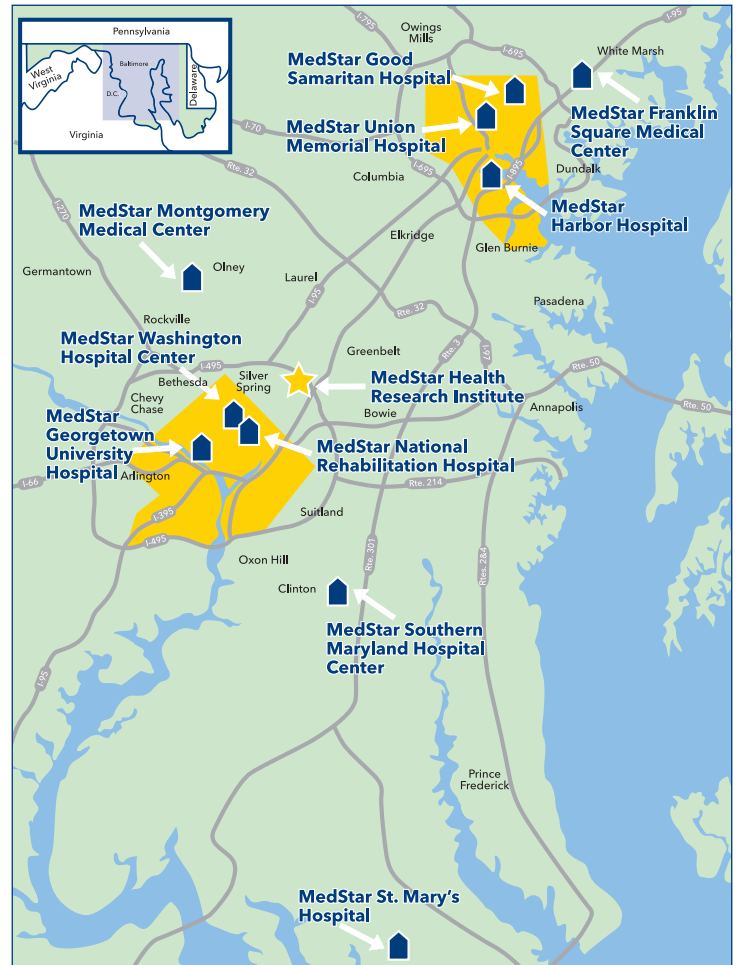 Pennsylvania
West
Virginia
Baltimore
D.C.
Delaware
Virginia
I-795
Owings
Mills
I-695
I-95
White Marsh
MedStar Good
Samaritan Hospital
MedStar Franklin
Square Medical
Center
MedStar Union
Memorial Hospital
I-70
Rte. 32
I-695
I-895
Columbia
Dundalk
MedStar
Harbor Hospital
I-270
MedStar Montgomery
Medical Center
Elkridge
Glen Burnie
Germantown
Olney
Laurel
I-95
Pasadena
Rte. 32
Rockville
MedStar Washington
Hospital Center
Rte. 3
I-97
Greenbelt
I-495
Rte. 50
Bethesda
Silver
Spring
MedStar Health
Research Institute
Chevy
Chase
Bowie
Annapolis
Rte. 50
MedStar
Georgetown
University
Hospital
MedStar National
Rehabilitation Hospital
Arlington
I-66
Rte. 214
I-395
Suitland
I-495
Oxon Hill
Rte. 301
Rtes. 2&4
Clinton
MedStar Southern
Maryland Hospital
Center
I-95
Prince
Frederick
MedStar St. Mary's
Hospital